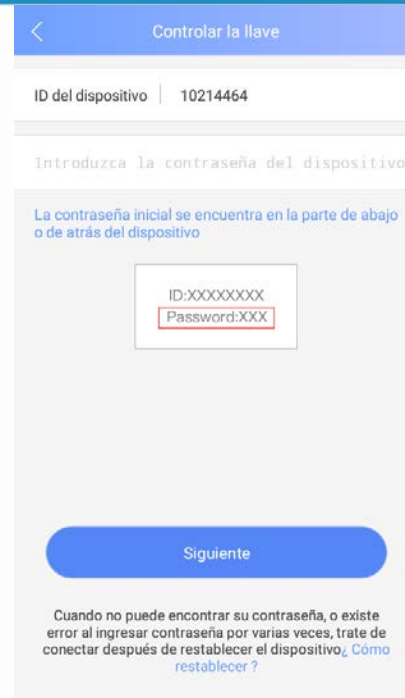 Controlar la llave
ID del dispositivo | 10214464
Introduzca la contraseña del dispositivo
La contraseña inicial se encuentra en la parte de abajo
o de atrás del dispositivo
ID:XXXXXXXX
Password:XXX
Siguiente
Cuando no puede encontrar su contraseña, o existe
error al ingresar contraseña por varias veces, trate de
conectar después de restablecer el dispositivo¿ Cómo
restablecer ?